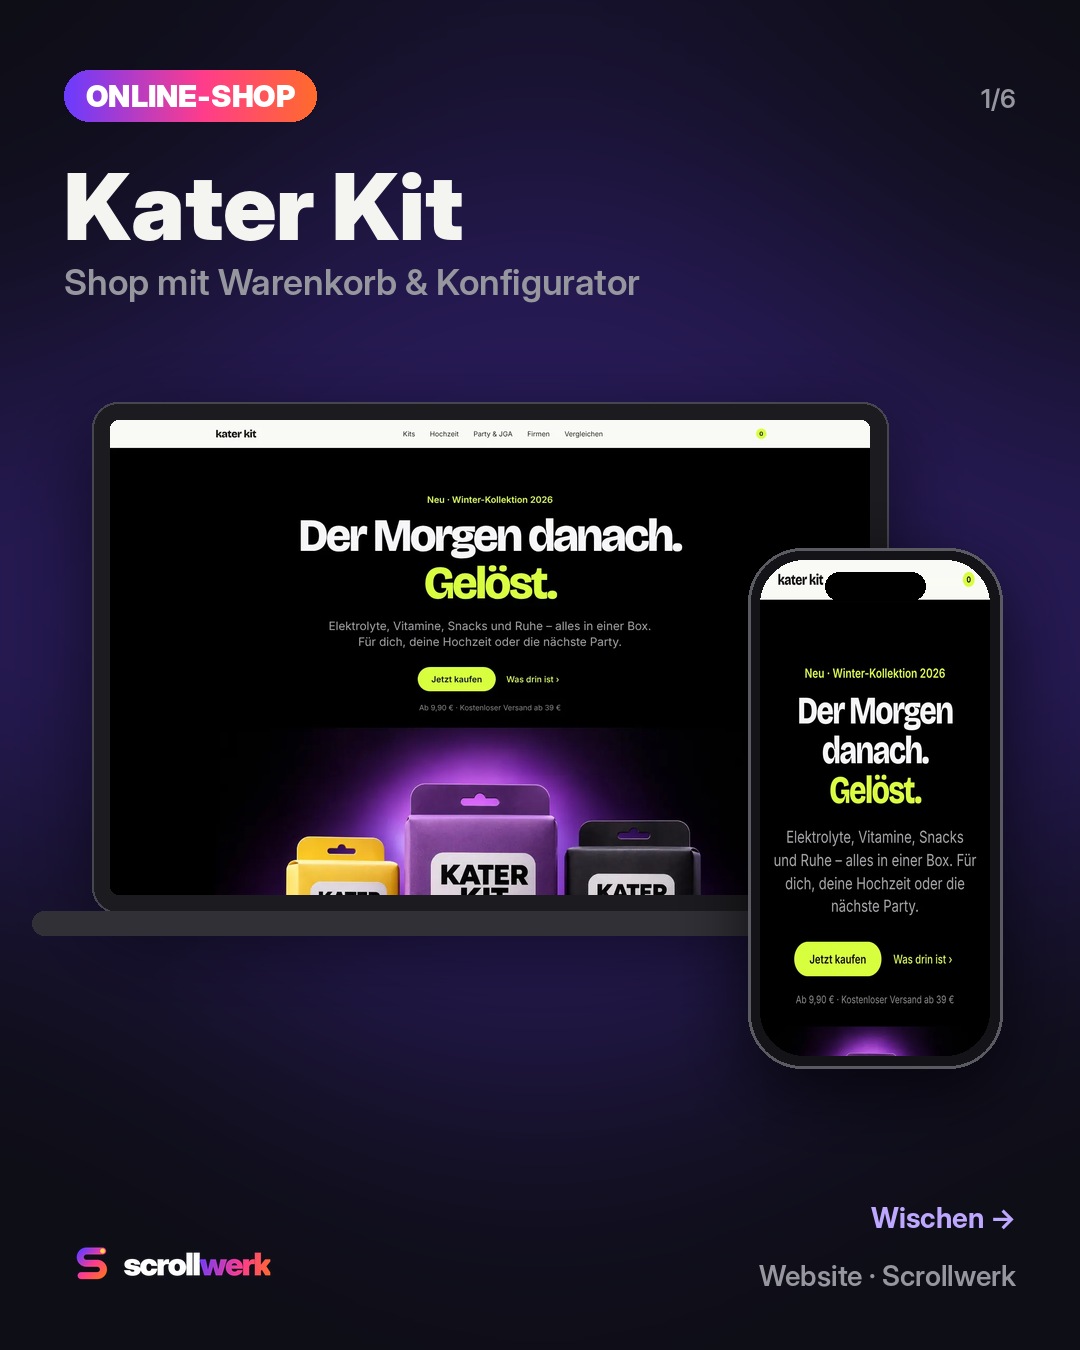 ONLINE-SHOP
1/6
Kater Kit
Shop mit Warenkorb & Konfigurator
kater kit
Kits
Hochzeit
Party & JGA
Firmen
Vergleichen
0
Neu · Winter-Kollektion 2026
Der Morgen danach.
Gelöst.
Elektrolyte, Vitamine, Snacks und Ruhe – alles in einer Box.
Für dich, deine Hochzeit oder die nächste Party.
Jetzt kaufen
Was drin ist ›
Ab 9,90 € · Kostenloser Versand ab 39 €
KATER
KATER
KIT
KATER
kater kit
0
Neu · Winter-Kollektion 2026
Der Morgen
danach.
Gelöst.
Elektrolyte, Vitamine, Snacks
und Ruhe – alles in einer Box. Für
dich, deine Hochzeit oder die
nächste Party.
Jetzt kaufen
Was drin ist ›
Ab 9,90 € · Kostenloser Versand ab 39 €
Wischen →
scrollwerk
Website · Scrollwerk